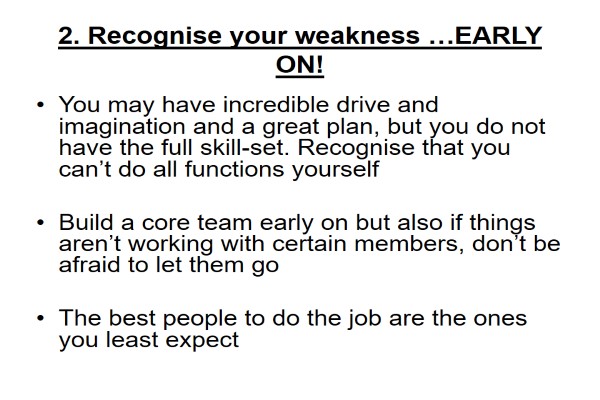 2. Recognise your weakness …EARLY
ON!
• You may have incredible drive and
imagination and a great plan, but you do not
have the full skill-set. Recognise that you
can’t do all functions yourself
• Build a core team early on but also if things
aren’t working with certain members, don’t be
afraid to let them go
• The best people to do the job are the ones
you least expect